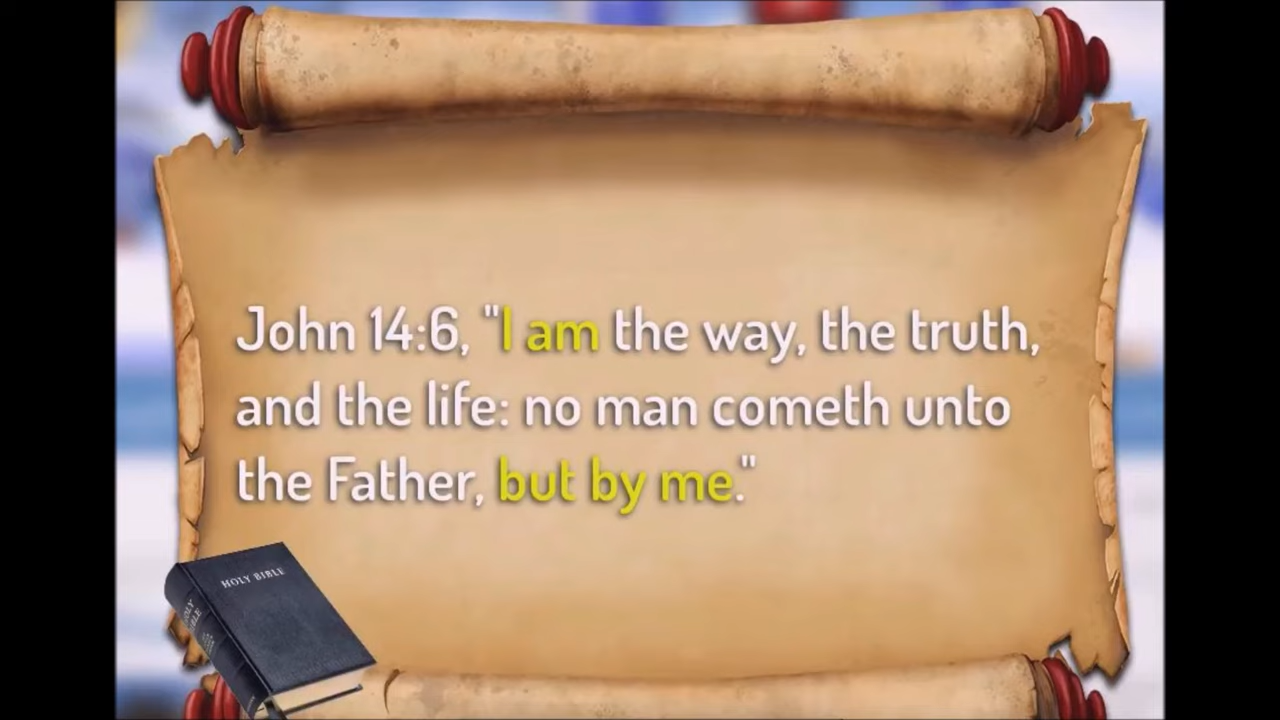 John 14:6, "I am the way, the truth,
and the life: no man cometh unto
the Father, but by me."
HOLY BIBLE
HOLY
BIBLE